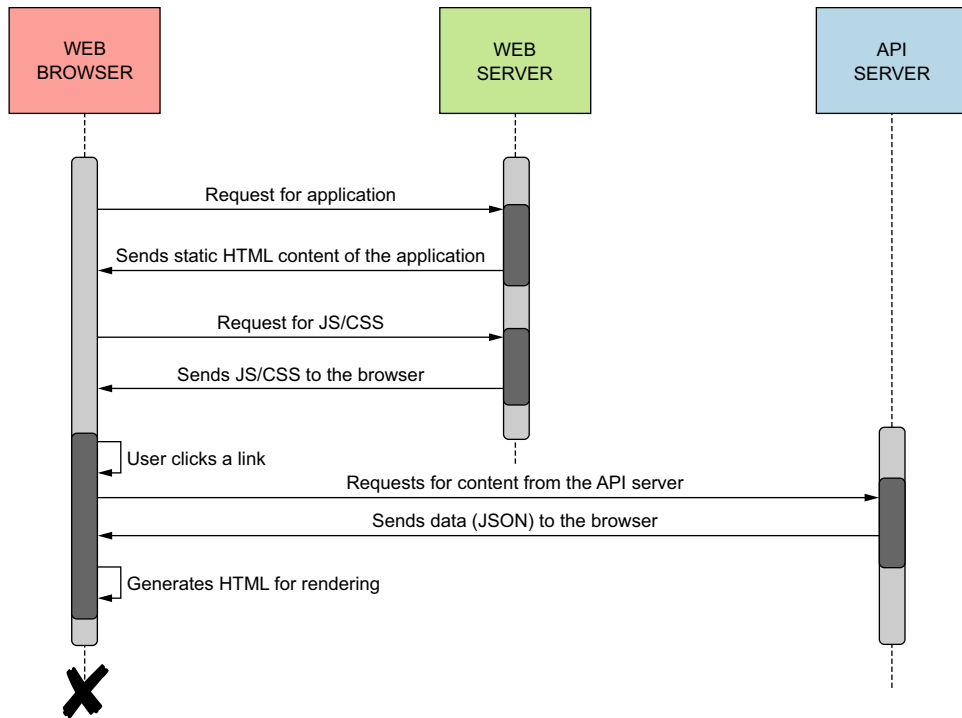 WEB
BROWSER
WEB
SERVER
API
SERVER
Request for application
Sends static HTML content of the application
Request for JS/CSS
Sends JS/CSS to the browser
User clicks a link
Requests for content from the API server
Sends data (JSON) to the browser
Generates HTML for rendering